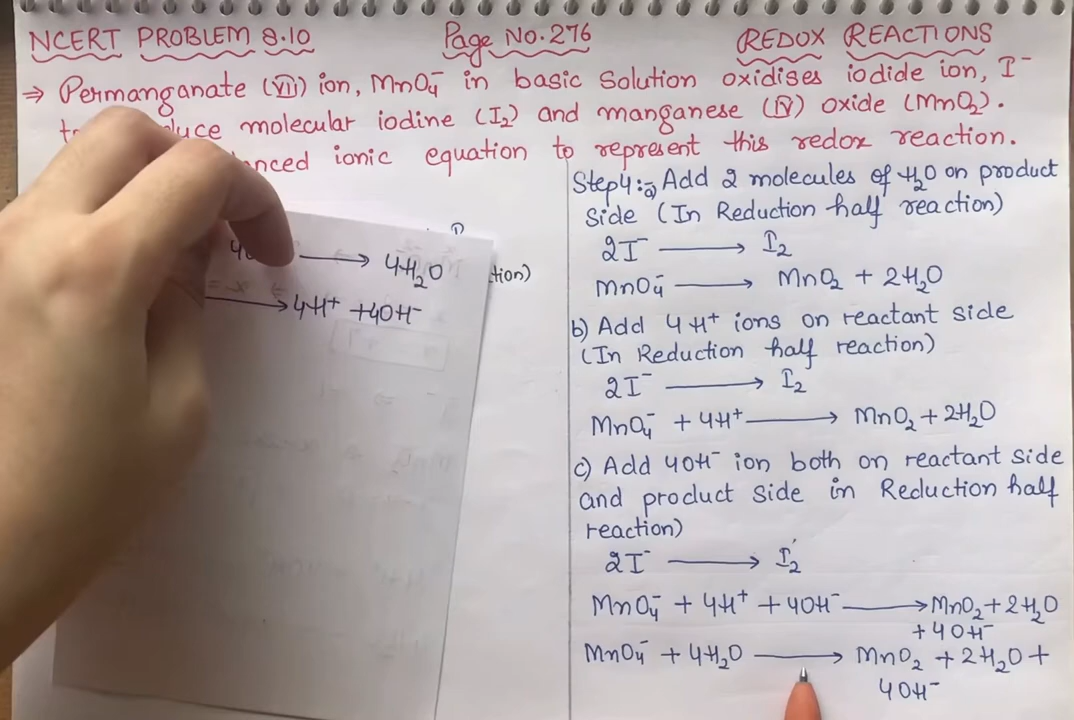 NCERT PROBLEM 8.10 Page No. 276 REDOX REACTIONS
⇒ Permanganate (VII) ion, MnO₄⁻ in basic solution oxidises iodide ion, I⁻
duce molecular iodine (I₂) and manganese (IV) oxide (MnO₂).
nced ionic equation to represent this redox reaction.
⟶ 4H₂O
tion)
⟶ 4H⁺ + 4OH⁻
Step4:- a) Add 2 molecules of H₂O on product
side (In Reduction half reaction)
2I⁻ ⟶ I₂
MnO₄⁻ ⟶ MnO₂ + 2H₂O
b) Add 4H⁺ ions on reactant side
(In Reduction half reaction)
2I⁻ ⟶ I₂
MnO₄⁻ + 4H⁺ ⟶ MnO₂ + 2H₂O
c) Add 4OH⁻ ion both on reactant side
and product side in Reduction half
reaction)
2I⁻ ⟶ I₂
MnO₄⁻ + 4H⁺ + 4OH⁻ ⟶ MnO₂ + 2H₂O
+ 4OH⁻
MnO₄⁻ + 4H₂O ⟶ MnO₂ + 2H₂O +
4OH⁻